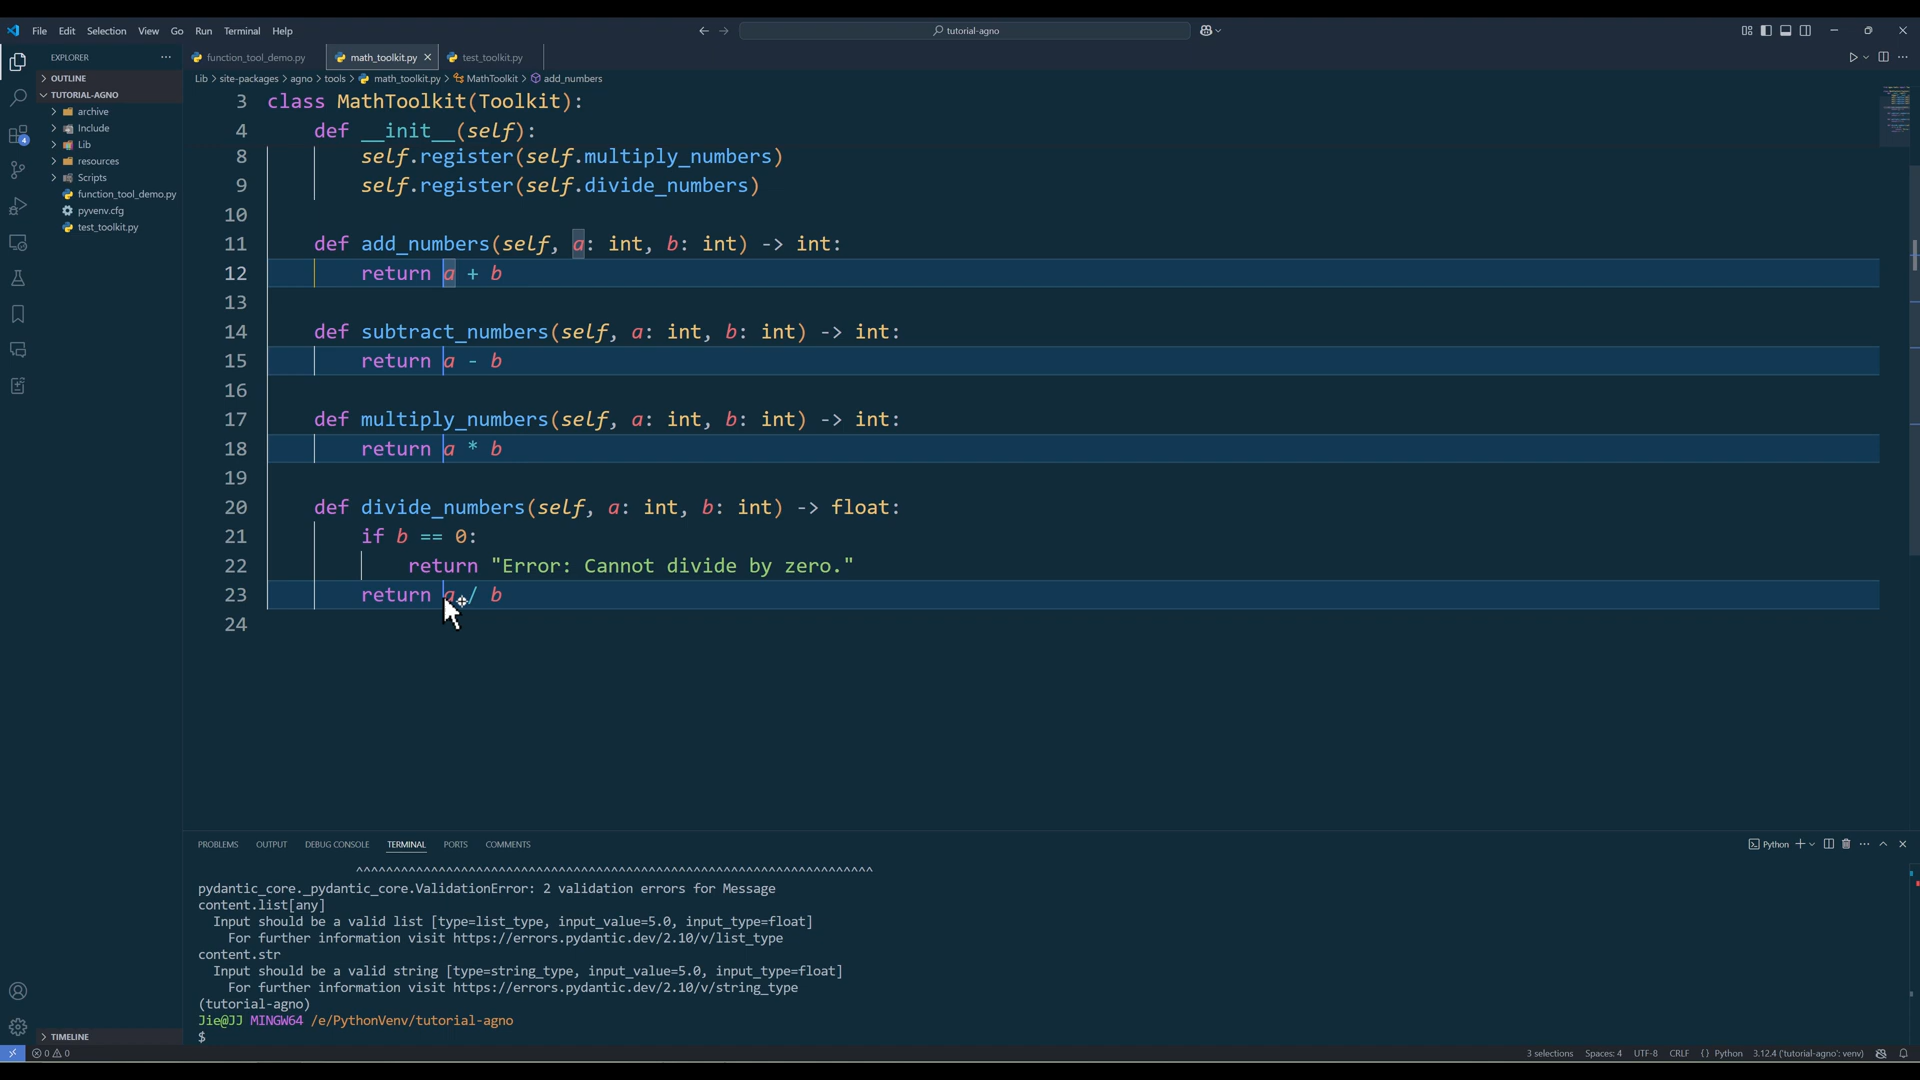 File Edit Selection View Go Run Terminal Help
tutorial-agno
EXPLORER
OUTLINE
TUTORIAL-AGNO
archive
Include
Lib
resources
Scripts
function_tool_demo.py
pyvenv.cfg
test_toolkit.py
TIMELINE
4
function_tool_demo.py math_toolkit.py test_toolkit.py
Lib > site-packages > agno > tools > math_toolkit.py > MathToolkit > add_numbers
3 class MathToolkit(Toolkit):
4 def __init__(self):
8 self.register(self.multiply_numbers)
9 self.register(self.divide_numbers)
10
11 def add_numbers(self, a: int, b: int) -> int:
12 return a + b
13
14 def subtract_numbers(self, a: int, b: int) -> int:
15 return a - b
16
17 def multiply_numbers(self, a: int, b: int) -> int:
18 return a * b
19
20 def divide_numbers(self, a: int, b: int) -> float:
21 if b == 0:
22 return "Error: Cannot divide by zero."
23 return a / b
24
PROBLEMS OUTPUT DEBUG CONSOLE TERMINAL PORTS COMMENTS
Python
^^^^^^^^^^^^^^^^^^^^^^^^^^^^^^^^^^^^^^^^^^^^^^^^^^^^^^^^^^^^^^^^^^^^
pydantic_core._pydantic_core.ValidationError: 2 validation errors for Message
content.list[any]
Input should be a valid list [type=list_type, input_value=5.0, input_type=float]
For further information visit https://errors.pydantic.dev/2.10/v/list_type
content.str
Input should be a valid string [type=string_type, input_value=5.0, input_type=float]
For further information visit https://errors.pydantic.dev/2.10/v/string_type
(tutorial-agno)
Jie@JJ MINGW64 /e/PythonVenv/tutorial-agno
$
0 0 3 selections Spaces: 4 UTF-8 CRLF {} Python 3.12.4 ('tutorial-agno': venv)